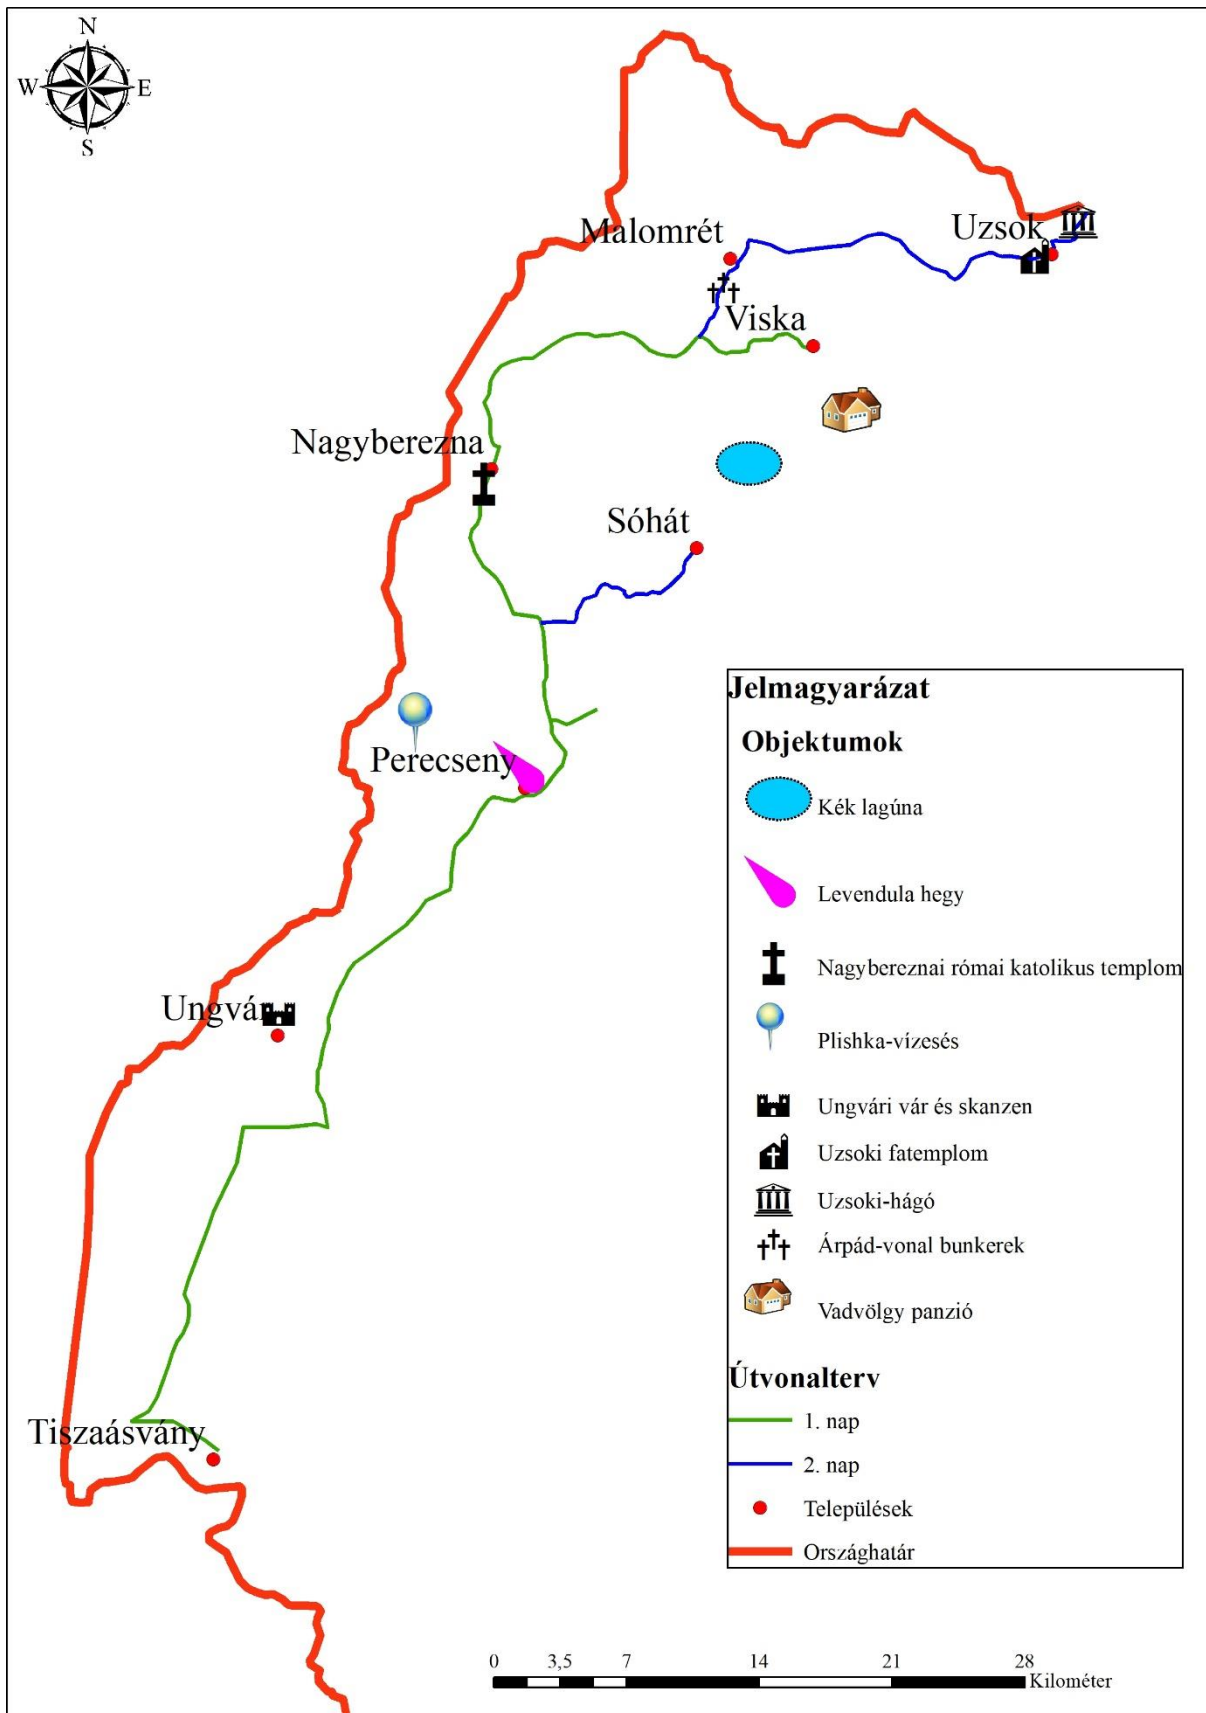 N
W E
S
Malomrét
Uzsok
Viska
Nagyberezna
Sóhát
Perecseny
Ungvár
Tiszaásvány
Jelmagyarázat
Objektumok
Kék lagúna
Levendula hegy
Nagybereznai római katolikus templom
Plishka-vízesés
Ungvári vár és skanzen
Uzsoki fatemplom
Uzsoki-hágó
Árpád-vonal bunkerek
Vadvölgy panzió
Útvonalterv
1. nap
2. nap
Települések
Országhatár
0 3,5 7 14 21 28
Kilométer